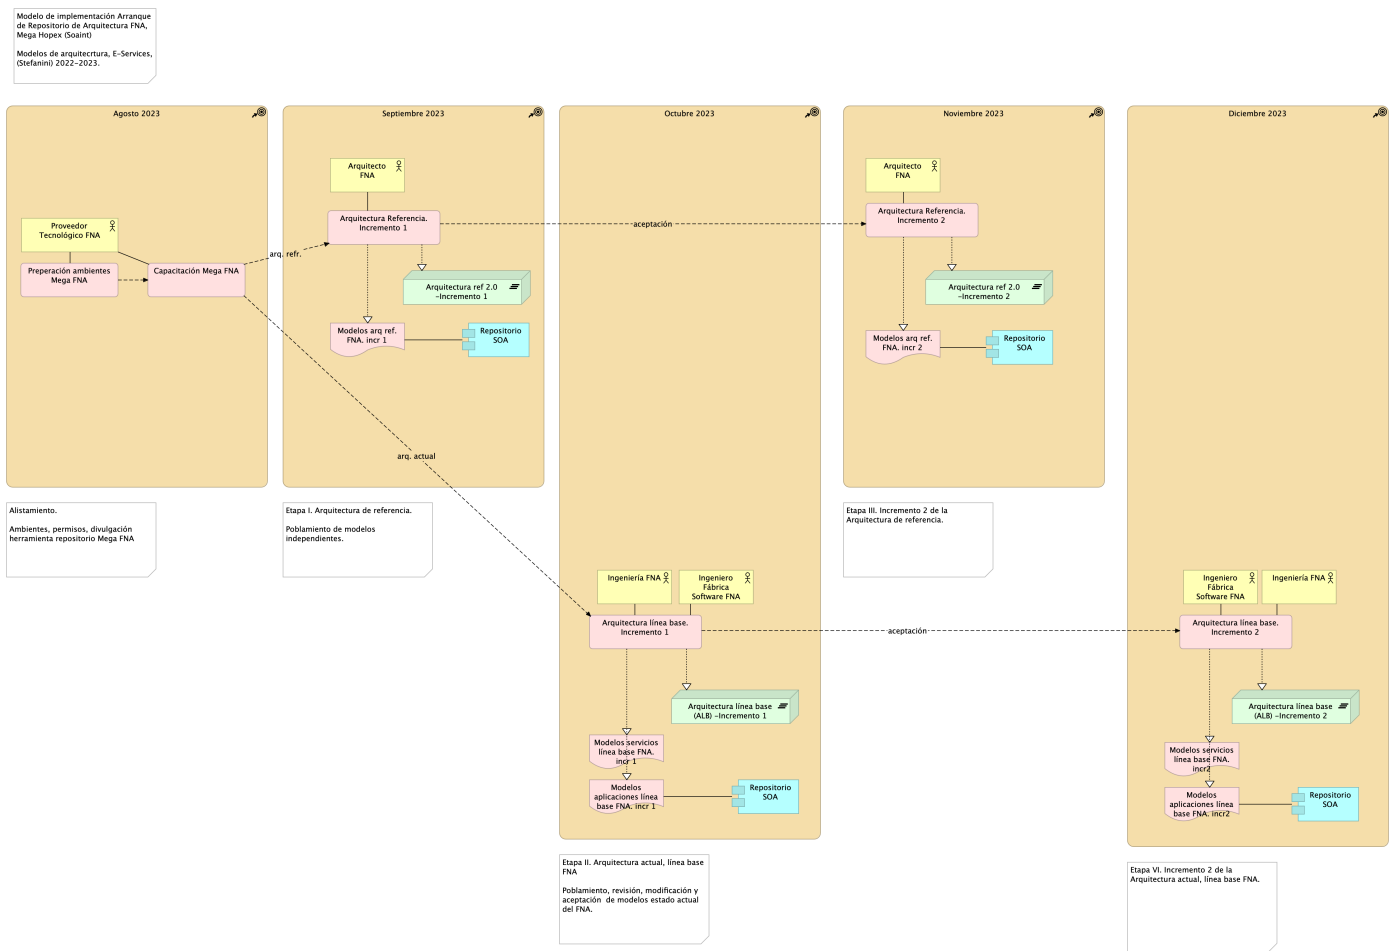 Modelo de implementación Arranque
de Repositorio de Arquitectura FNA,
Mega Hopex (Soaint)
Modelos de arquitecrtura, E-Services,
(Stefanini) 2022-2023.
Agosto 2023
Proveedor
Tecnológico FNA
Preperación ambientes
Mega FNA
Capacitación Mega FNA
arq. refr.
arq. actual
Alistamiento.
Ambientes, permisos, divulgación
herramienta repositorio Mega FNA
Septiembre 2023
Arquitecto
FNA
Arquitectura Referencia.
Incremento 1
aceptación
Arquitectura ref 2.0
-Incremento 1
Modelos arq ref.
FNA. incr 1
Repositorio
SOA
Etapa I. Arquitectura de referencia.
Poblamiento de modelos
independientes.
Octubre 2023
Ingeniería FNA
Ingeniero
Fábrica
Software FNA
Arquitectura línea base.
Incremento 1
aceptación
Arquitectura línea base
(ALB) -Incremento 1
Modelos servicios
línea base FNA.
incr 1
Modelos
aplicaciones línea
base FNA. incr 1
Repositorio
SOA
Etapa II. Arquitectura actual, línea base
FNA
Poblamiento, revisión, modificación y
aceptación  de modelos estado actual
del FNA.
Noviembre 2023
Arquitecto
FNA
Arquitectura Referencia.
Incremento 2
Arquitectura ref 2.0
-Incremento 2
Modelos arq ref.
FNA. incr 2
Repositorio
SOA
Etapa III. Incremento 2 de la
Arquitectura de referencia.
Diciembre 2023
Ingeniero
Fábrica
Software FNA
Ingeniería FNA
Arquitectura línea base.
Incremento 2
Arquitectura línea base
(ALB) -Incremento 2
Modelos servicios
línea base FNA.
incr2
Modelos
aplicaciones línea
base FNA. incr2
Repositorio
SOA
Etapa VI. Incremento 2 de la
Arquitectura actual, línea base FNA.